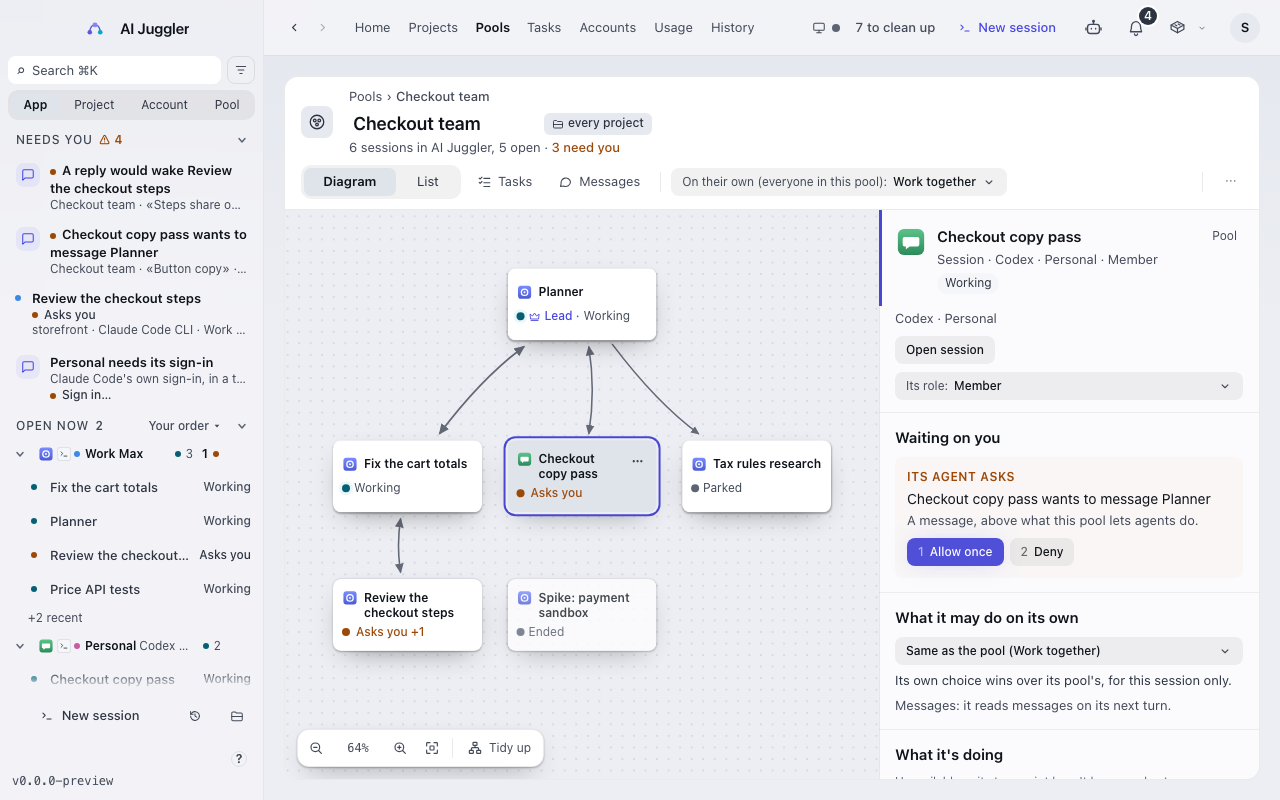 AI Juggler
Search ⌘K
App Project Account Pool
NEEDS YOU 4
A reply would wake Review
the checkout steps
Checkout team · «Steps share o...
Checkout copy pass wants to
message Planner
Checkout team · «Button copy» ·...
Review the checkout steps
Asks you
storefront · Claude Code CLI · Work ...
Personal needs its sign-in
Claude Code's own sign-in, in a t...
Sign in...
OPEN NOW 2 Your order
Work Max 3 1
Fix the cart totals Working
Planner Working
Review the checkout... Asks you
Price API tests Working
+2 recent
Personal Codex ... 2
Checkout copy pass Working
New session
?
v0.0.0-preview
Home Projects Pools Tasks Accounts Usage History
7 to clean up
New session
4
S
Pools › Checkout team
Checkout team
every project
6 sessions in AI Juggler, 5 open · 3 need you
Diagram List Tasks Messages
On their own (everyone in this pool): Work together
...
Planner
Lead · Working
Fix the cart totals
Working
Checkout
copy pass
...
Asks you
Tax rules research
Parked
Review the
checkout steps
Asks you +1
Spike: payment
sandbox
Ended
64%
Tidy up
Checkout copy pass
Pool
Session · Codex · Personal · Member
Working
Codex · Personal
Open session
Its role: Member
Waiting on you
ITS AGENT ASKS
Checkout copy pass wants to message Planner
A message, above what this pool lets agents do.
1 Allow once
2 Deny
What it may do on its own
Same as the pool (Work together)
Its own choice wins over its pool's, for this session only.
Messages: it reads messages on its next turn.
What it's doing